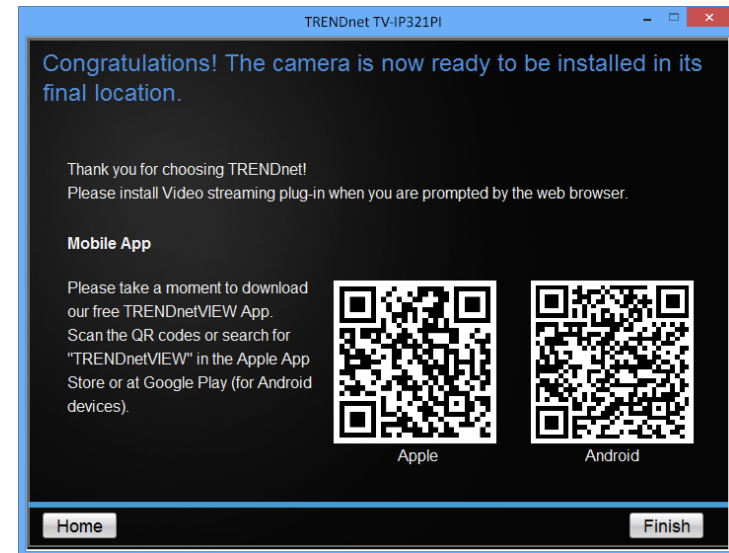 TRENDnet TV-IP321PI
Congratulations! The camera is now ready to be installed in its
final location.
Thank you for choosing TRENDnet!
Please install Video streaming plug-in when you are prompted by the web browser.
Mobile App
Please take a moment to download
our free TRENDnetVIEW App.
Scan the QR codes or search for
"TRENDnetVIEW" in the Apple App
Store or at Google Play (for Android
devices).
Apple
Android
Home
Finish